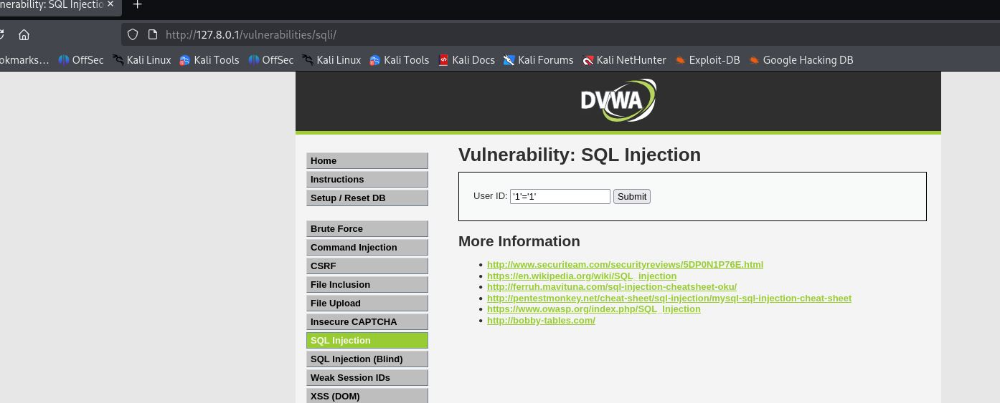 nerability: SQL Injectio
http://127.8.0.1/vulnerabilities/sqli/
okmarks… OffSec Kali Linux Kali Tools OffSec Kali Linux Kali Tools Kali Docs Kali Forums Kali NetHunter Exploit-DB Google Hacking DB
DVWA
Home
Instructions
Setup / Reset DB
Brute Force
Command Injection
CSRF
File Inclusion
File Upload
Insecure CAPTCHA
SQL Injection
SQL Injection (Blind)
Weak Session IDs
XSS (DOM)
Vulnerability: SQL Injection
User ID: '1'='1' Submit
More Information
http://www.securiteam.com/securityreviews/5DP0N1P76E.html
https://en.wikipedia.org/wiki/SQL_injection
http://ferruh.mavituna.com/sql-injection-cheatsheet-oku/
http://pentestmonkey.net/cheat-sheet/sql-injection/mysql-sql-injection-cheat-sheet
https://www.owasp.org/index.php/SQL_Injection
http://bobby-tables.com/